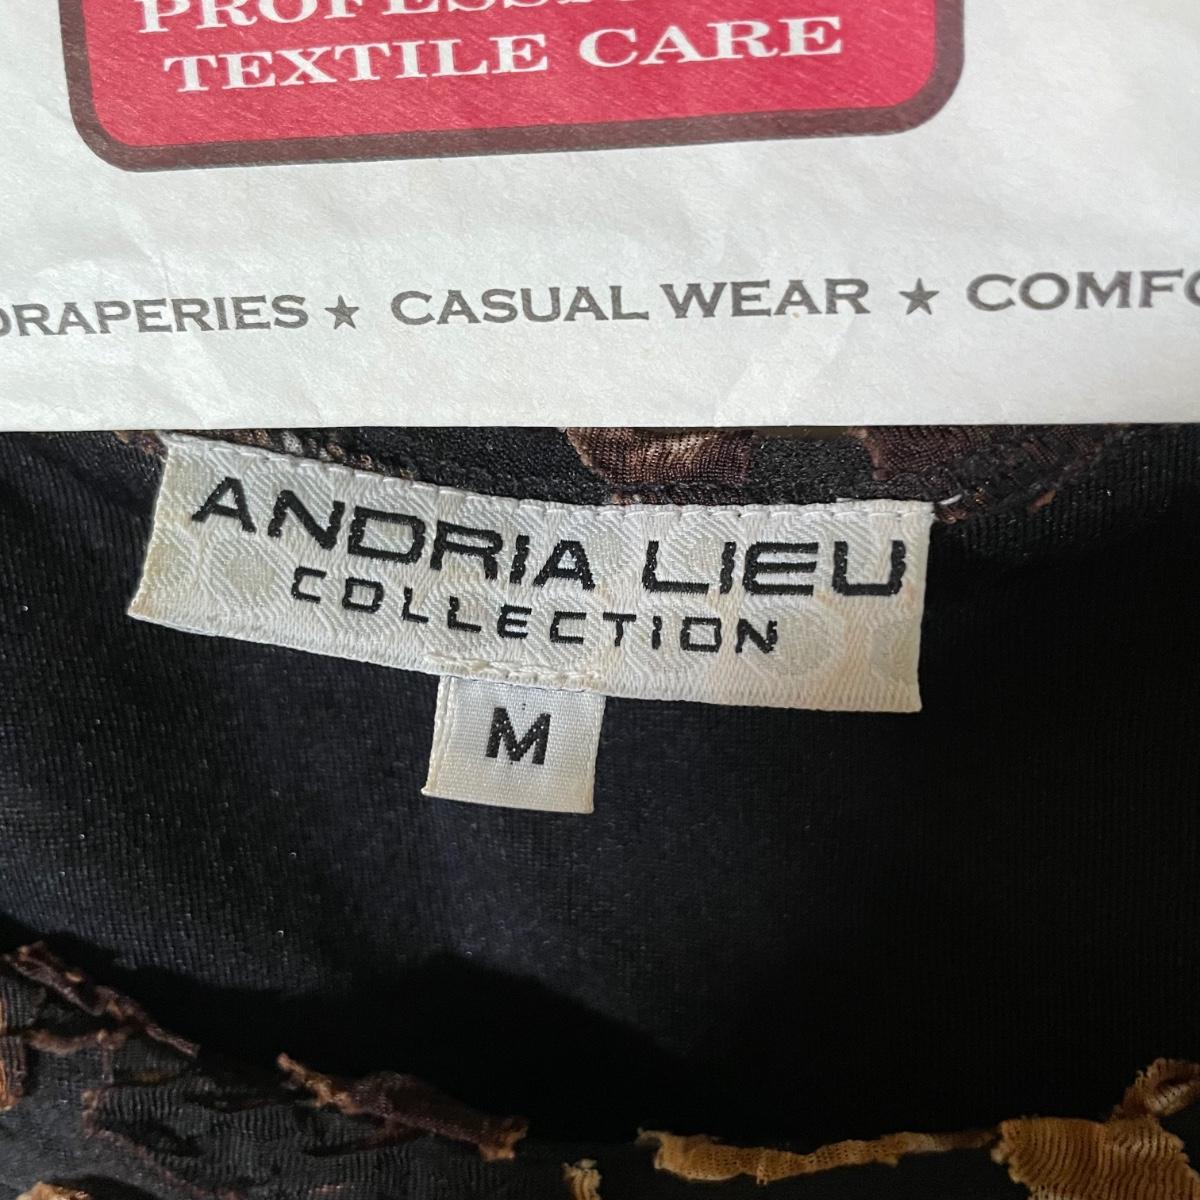 TEXTILE CARE
★ CASUAL WEAR ★
ANDRIA LIEU
COLLECTION
M